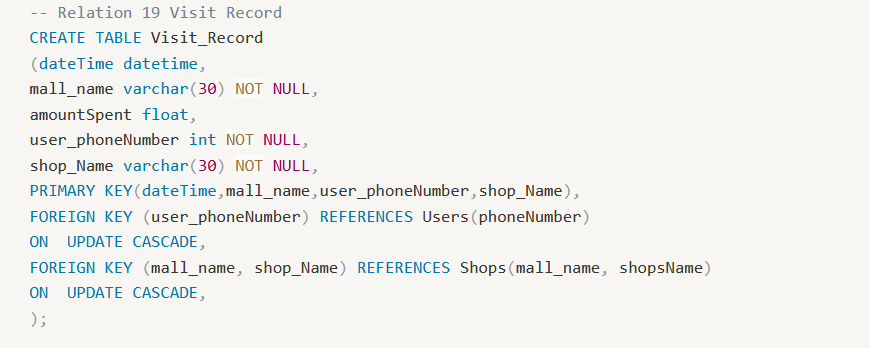 -- Relation 19 Visit Record
CREATE TABLE Visit_Record
(dateTime datetime,
mall_name varchar(30) NOT NULL,
amountSpent float,
user_phoneNumber int NOT NULL,
shop_Name varchar(30) NOT NULL,
PRIMARY KEY(dateTime,mall_name,user_phoneNumber,shop_Name),
FOREIGN KEY (user_phoneNumber) REFERENCES Users(phoneNumber)
ON  UPDATE CASCADE,
FOREIGN KEY (mall_name, shop_Name) REFERENCES Shops(mall_name, shopsName)
ON  UPDATE CASCADE,
);